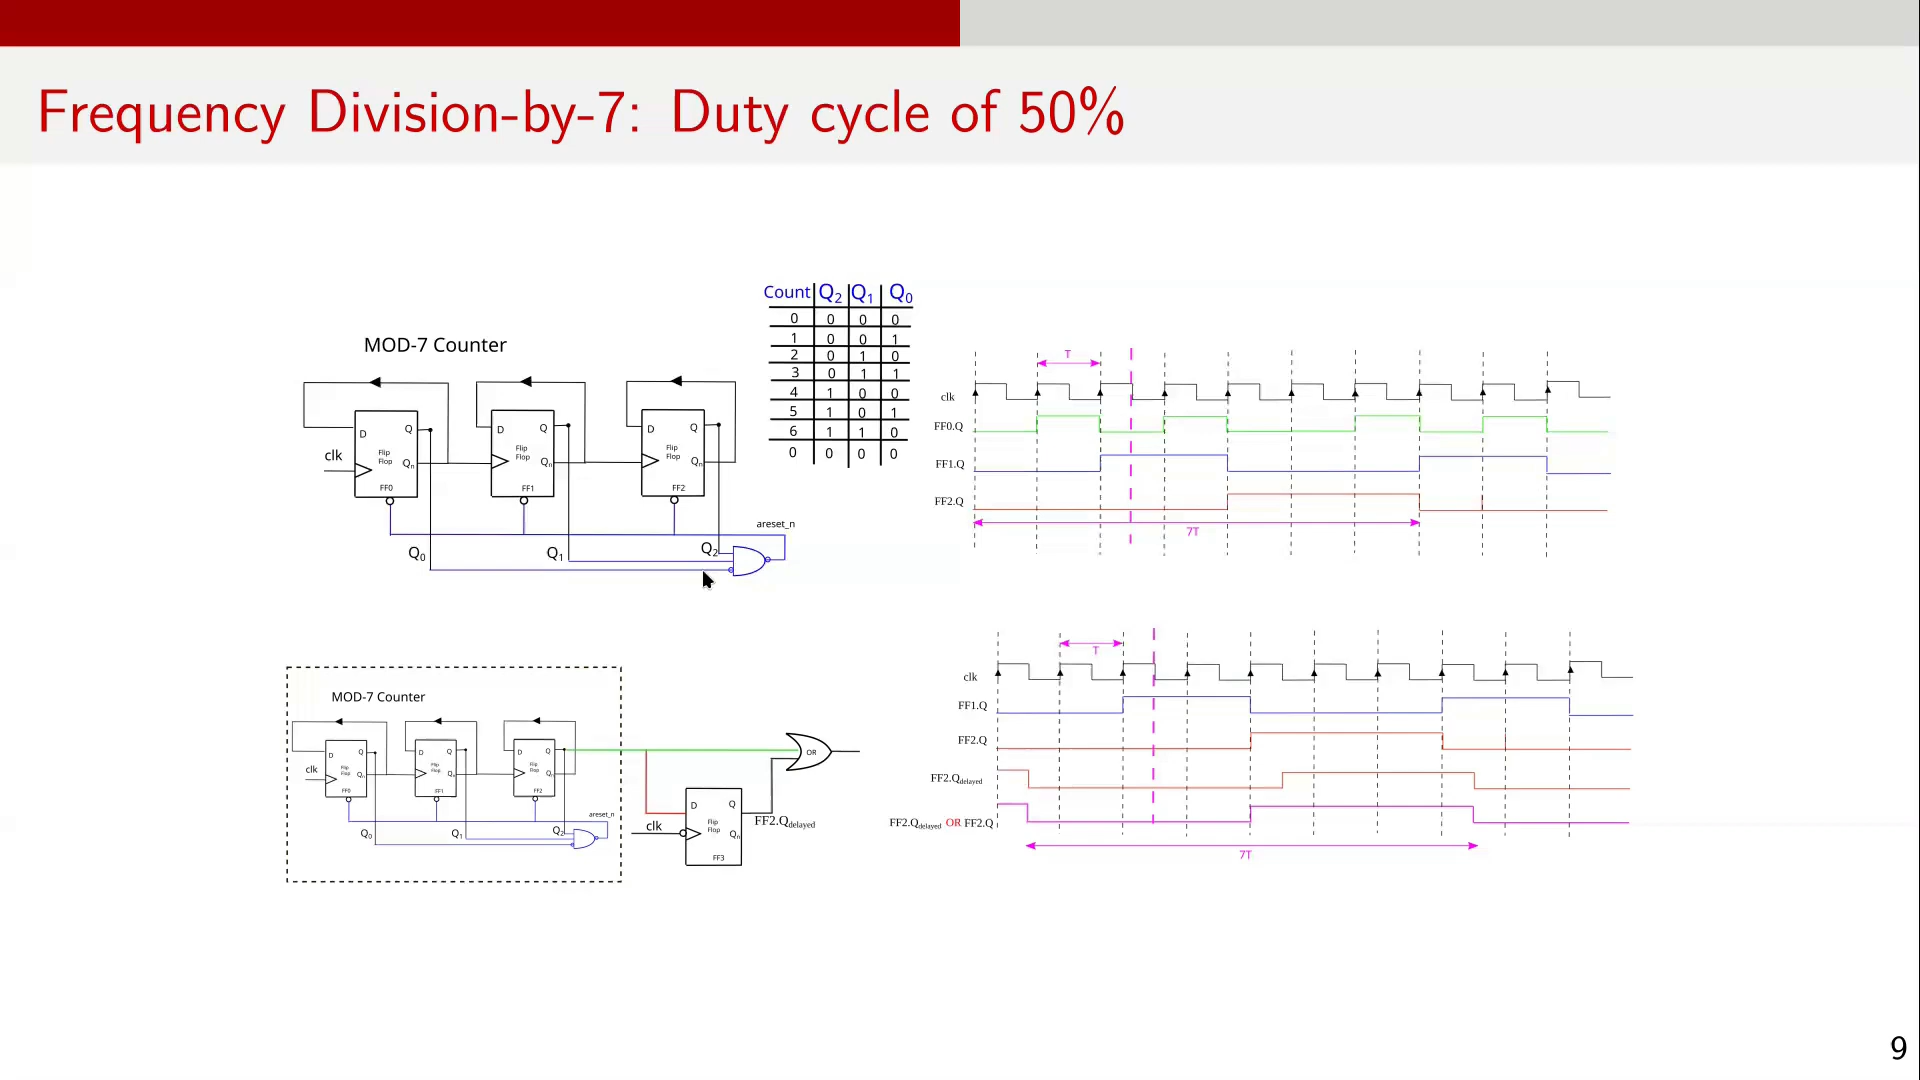 Frequency Division-by-7: Duty cycle of 50%
MOD-7 Counter
D
Q
Flip
Flop
Qn
FF0
clk
D
Q
Flip
Flop
Qn
FF1
D
Q
Flip
Flop
Qn
FF2
areset_n
Q0
Q1
Q2
Count Q2 Q1 Q0
0 0 0 0
1 0 0 1
2 0 1 0
3 0 1 1
4 1 0 0
5 1 0 1
6 1 1 0
0 0 0 0
T
clk
FF0.Q
FF1.Q
FF2.Q
7T
MOD-7 Counter
D
Q
Flip
Flop
Qn
FF0
clk
D
Q
Flip
Flop
Qn
FF1
D
Q
Flip
Flop
Qn
FF2
areset_n
Q0
Q1
Q2
OR
D
Q
Flip
Flop
Qn
FF3
clk
FF2.Qdelayed
T
clk
FF1.Q
FF2.Q
FF2.Qdelayed
FF2.Qdelayed OR FF2.Q
7T
9